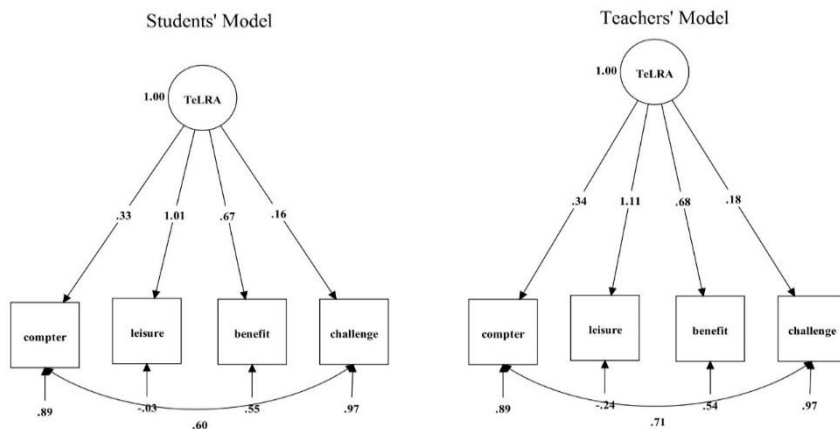 Students' Model
1.00
TeLRA
.33
1.01
.67
.16
compter
leisure
benefit
challenge
.89
-.03
.55
.97
.60
Teachers' Model
1.00
TeLRA
.34
1.11
.68
.18
compter
leisure
benefit
challenge
.89
-.24
.54
.97
.71